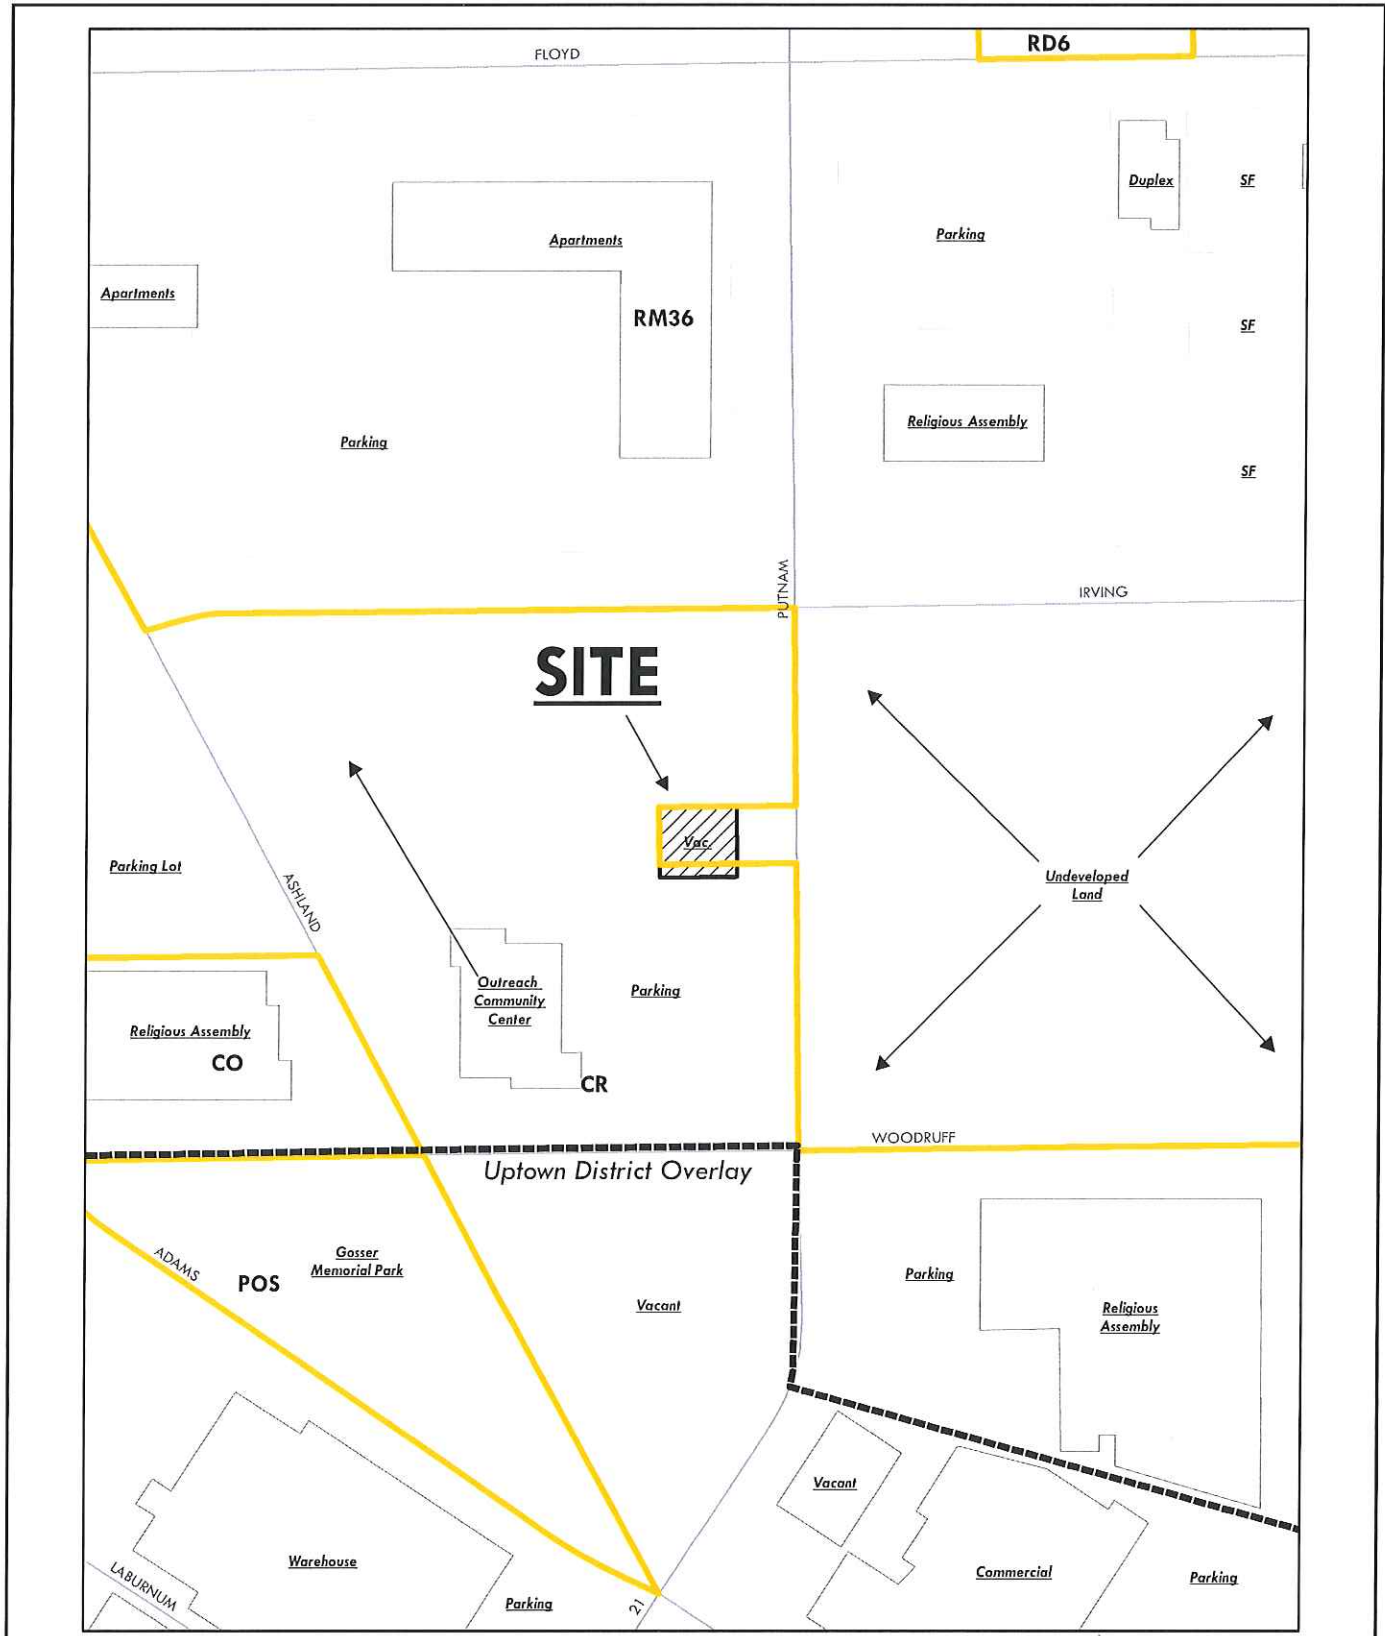 RD6
FLOYD
Duplex
SF
Apartments
Parking
Apartments
RM36
SF
Religious Assembly
Parking
SF
PUTNAM
IRVING
SITE
Vac.
Parking Lot
ASHLAND
Undeveloped
Land
Outreach
Community
Center
Parking
Religious Assembly
CO
CR
WOODRUFF
Uptown District Overlay
ADAMS
Gosser
Memorial Park
POS
Parking
Vacant
Religious
Assembly
Vacant
Warehouse
Commercial
Parking
LABURNUM
Parking
21